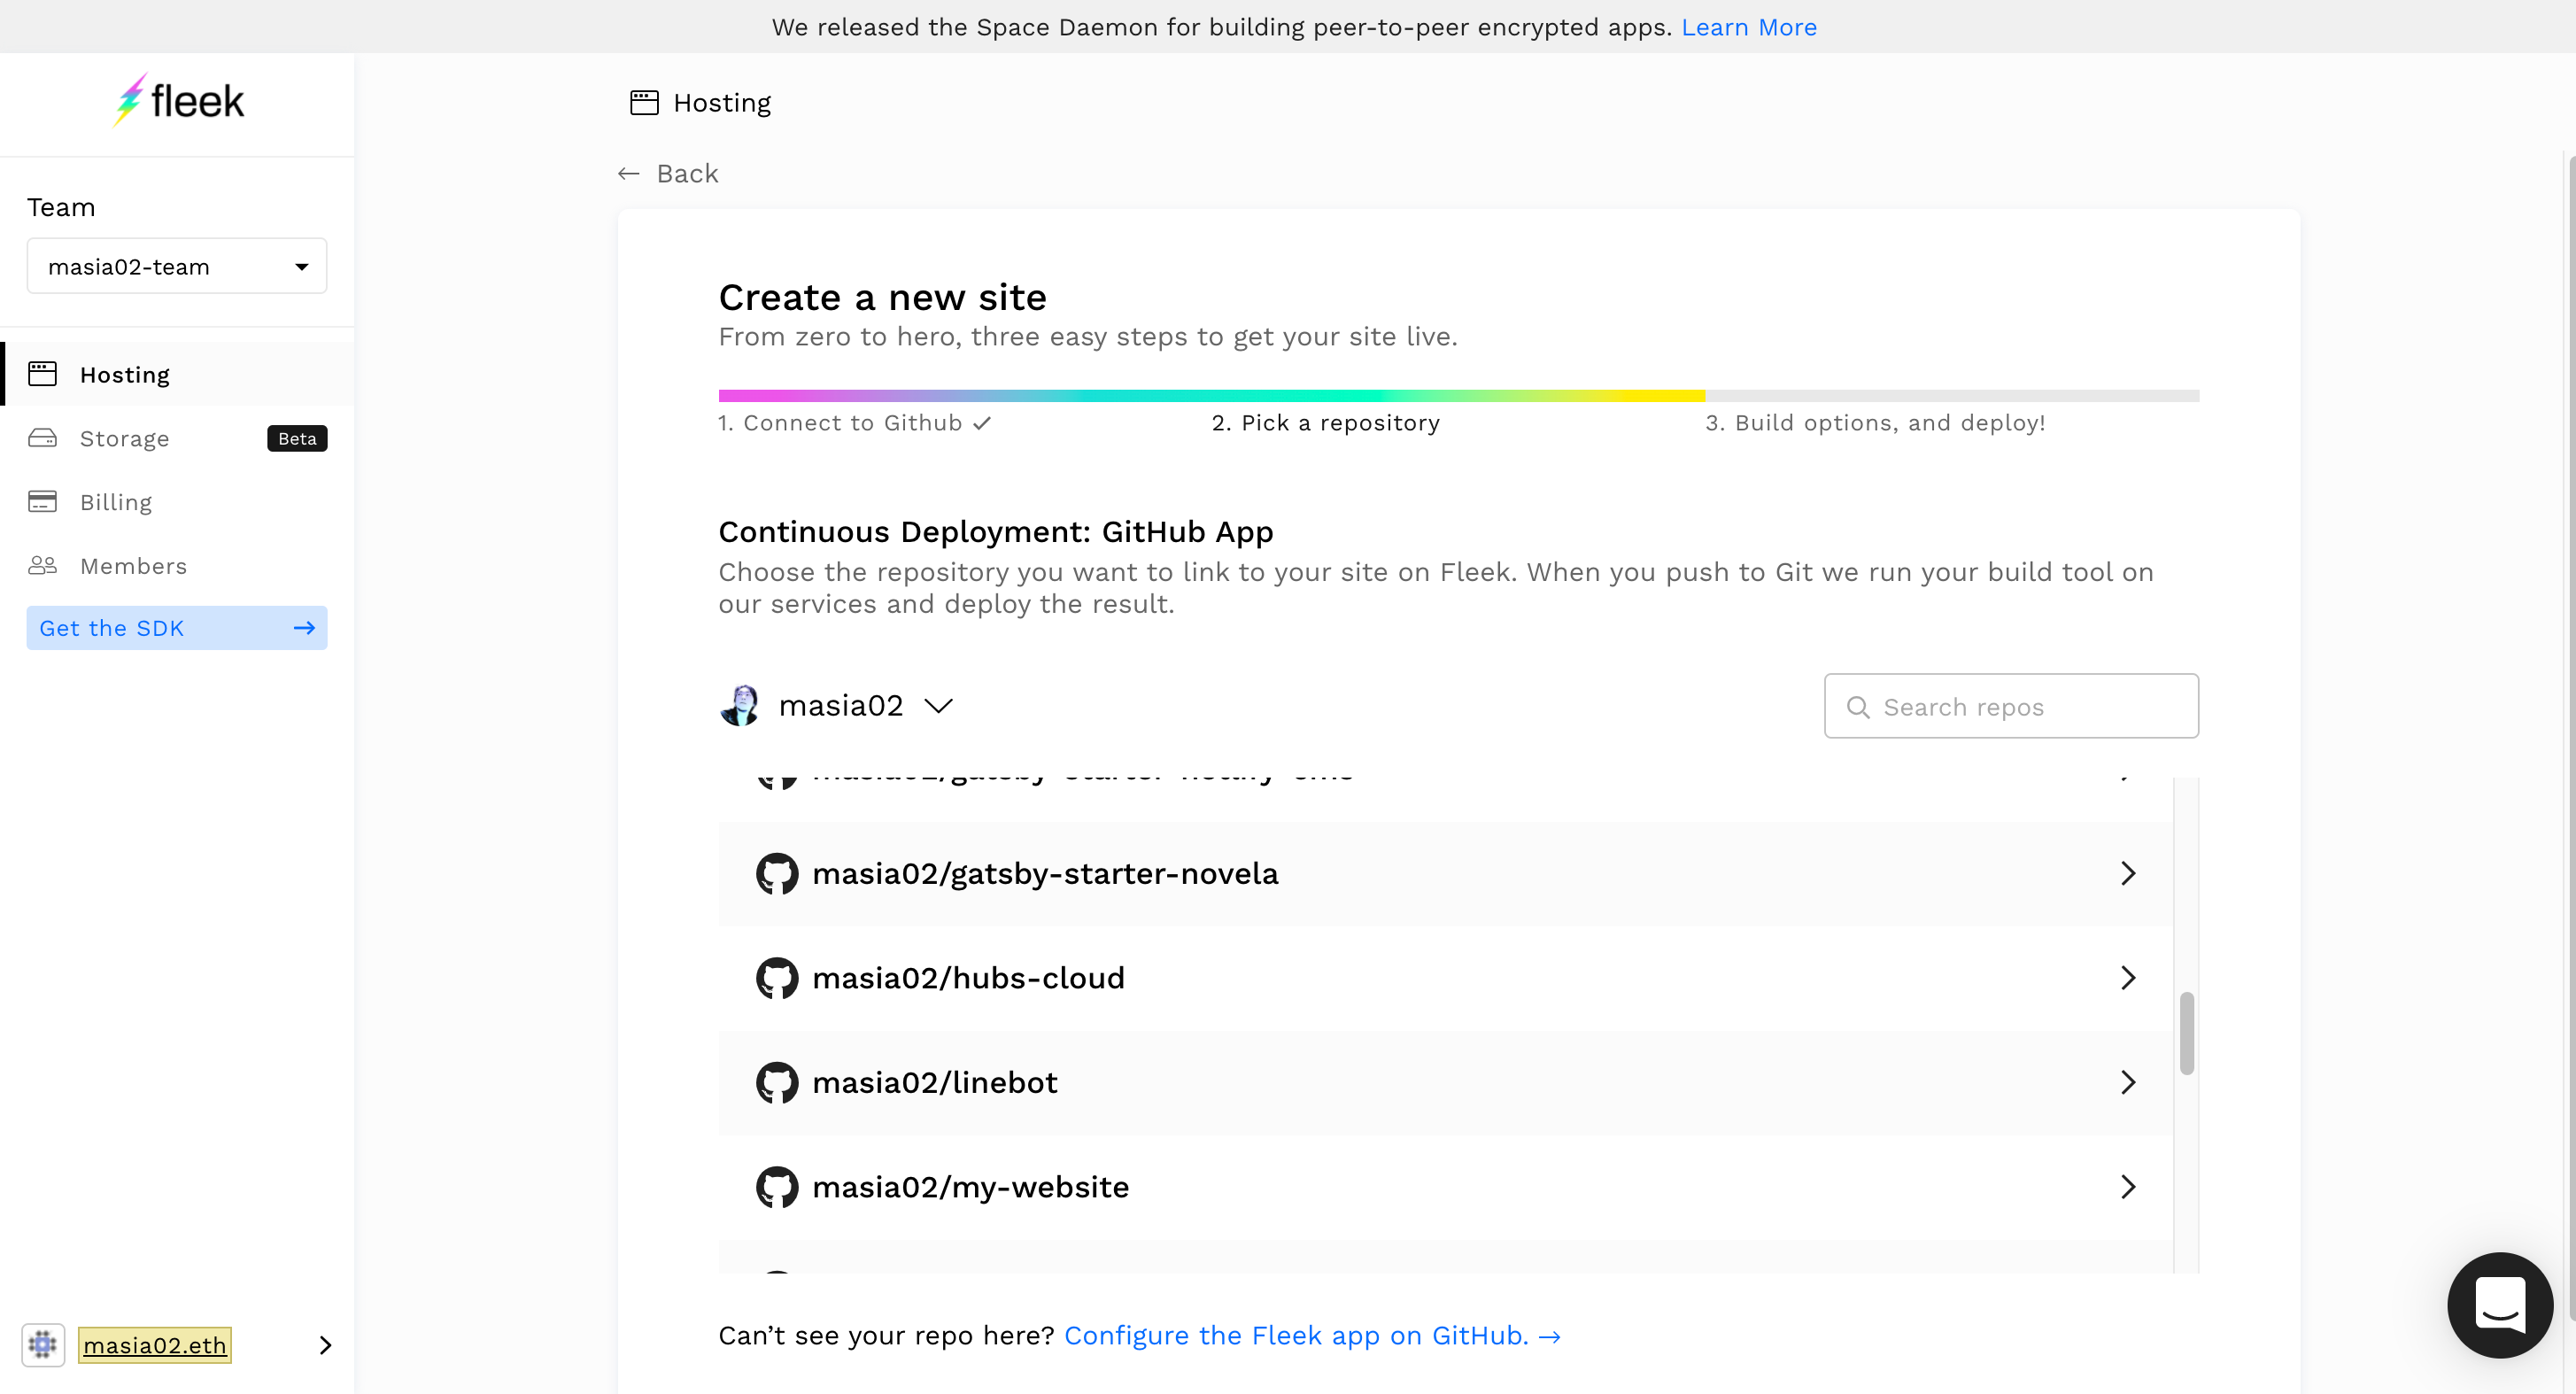 We released the Space Daemon for building peer-to-peer encrypted apps. Learn More
fleek
Team
masia02-team
Hosting
Storage Beta
Billing
Members
Get the SDK →
masia02.eth
Hosting
← Back
Create a new site
From zero to hero, three easy steps to get your site live.
1. Connect to Github ✓
2. Pick a repository
3. Build options, and deploy!
Continuous Deployment: GitHub App
Choose the repository you want to link to your site on Fleek. When you push to Git we run your build tool on
our services and deploy the result.
masia02
Search repos
masia02/gatsby-starter-netlify-cms
masia02/gatsby-starter-novela
masia02/hubs-cloud
masia02/linebot
masia02/my-website
Can’t see your repo here? Configure the Fleek app on GitHub. →